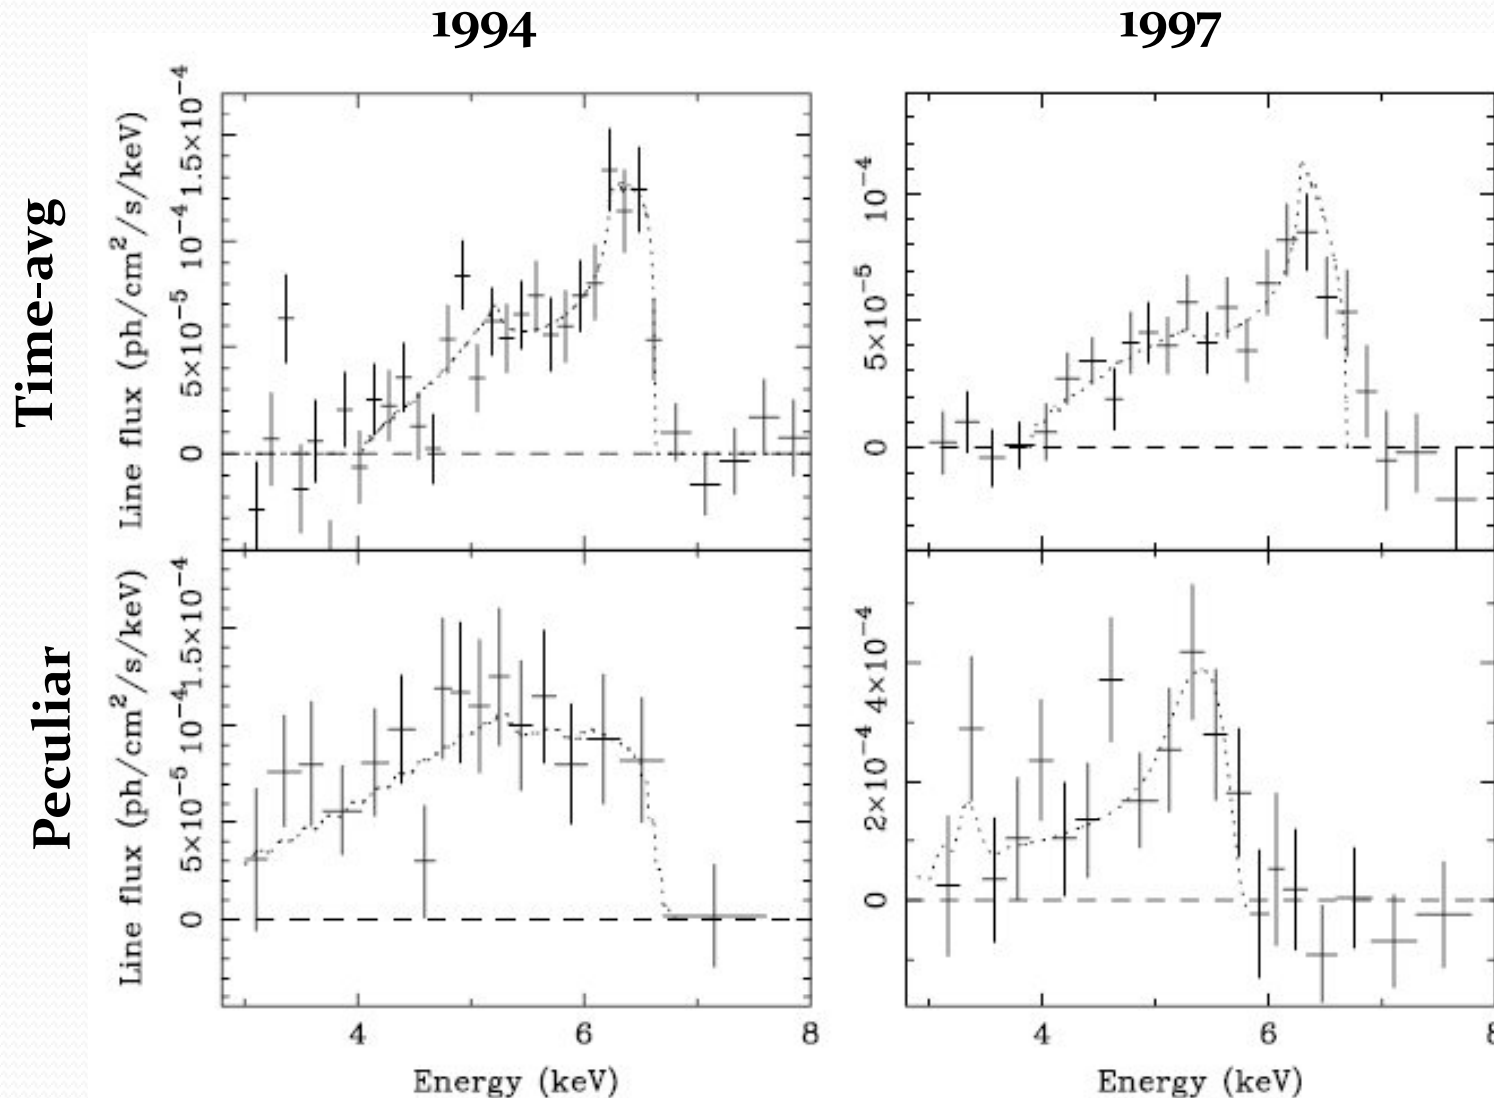 1994
1997
Time-avg
Line flux (ph/cm²/s/keV)
1.5×10⁻⁴
10⁻⁴
5×10⁻⁵
0
10⁻⁴
5×10⁻⁵
0
Peculiar
Line flux (ph/cm²/s/keV)
1.5×10⁻⁴
10⁻⁴
5×10⁻⁵
0
4×10⁻⁴
2×10⁻⁴
0
4 6 8
4 6 8
Energy (keV)
Energy (keV)